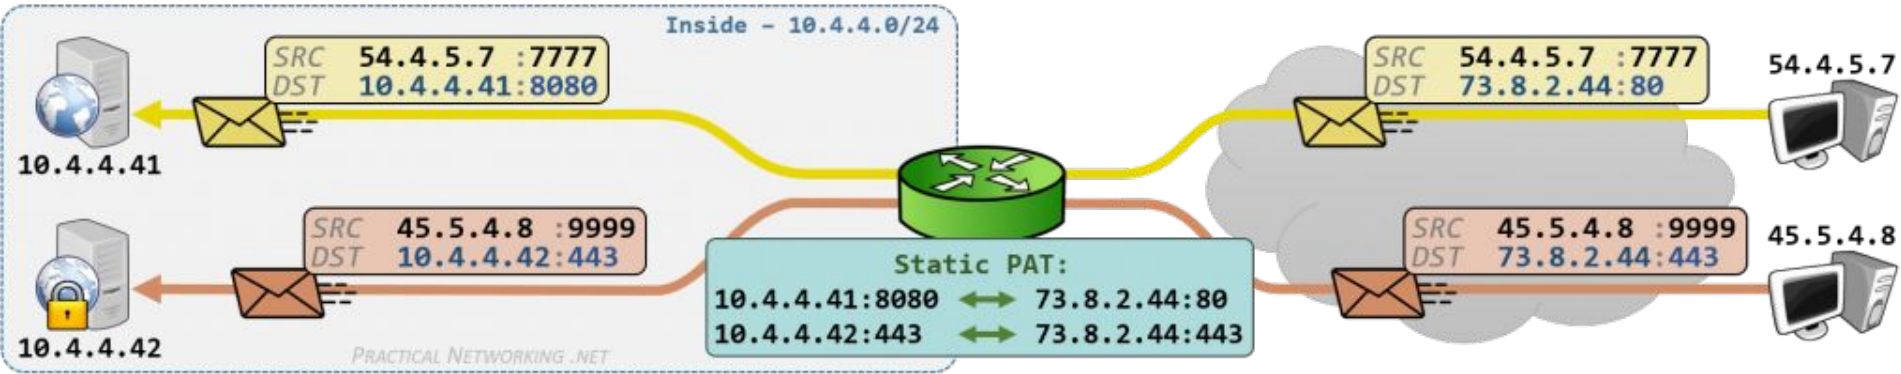 Inside - 10.4.4.0/24
SRC 54.4.5.7 :7777
DST 10.4.4.41:8080
10.4.4.41
SRC 54.4.5.7 :7777
DST 73.8.2.44:80
54.4.5.7
SRC 45.5.4.8 :9999
DST 10.4.4.42:443
10.4.4.42
SRC 45.5.4.8 :9999
DST 73.8.2.44:443
45.5.4.8
Static PAT:
10.4.4.41:8080 ↔ 73.8.2.44:80
10.4.4.42:443 ↔ 73.8.2.44:443
PRACTICAL NETWORKING .NET